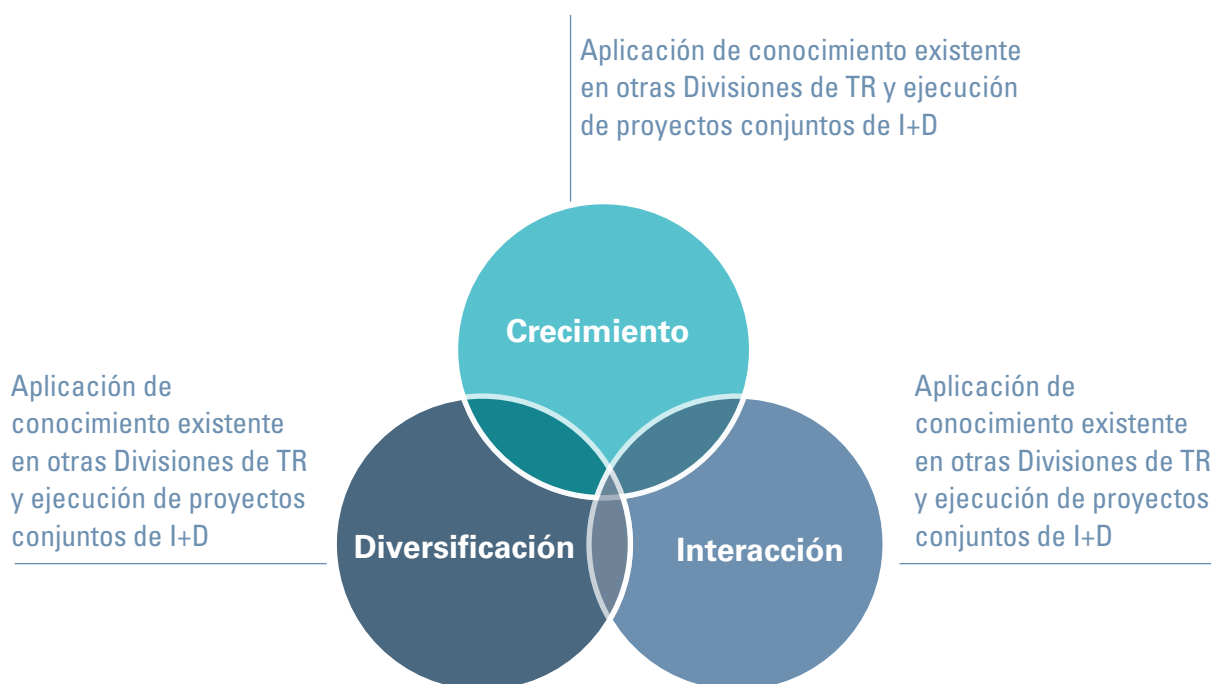 Aplicación de conocimiento existente
en otras Divisiones de TR y ejecución
de proyectos conjuntos de I+D
Crecimiento
Aplicación de
conocimiento existente
en otras Divisiones de TR
y ejecución de proyectos
conjuntos de I+D
Diversificación
Interacción
Aplicación de
conocimiento existente
en otras Divisiones de TR
y ejecución de proyectos
conjuntos de I+D